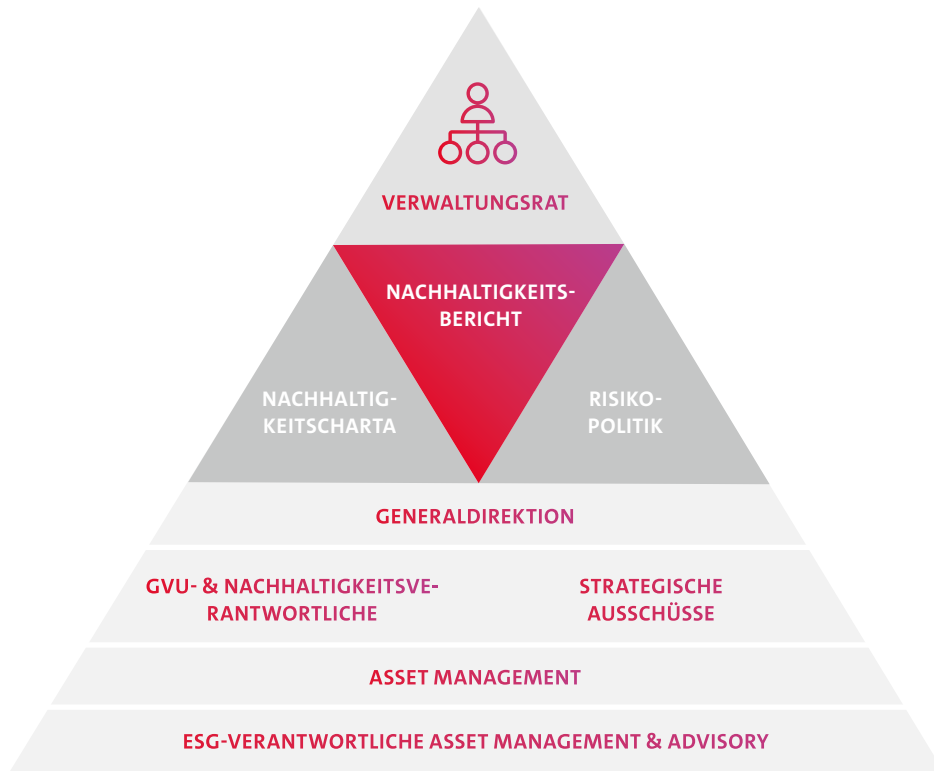 VERWALTUNGSRAT
NACHHALTIGKEITS-
BERICHT
NACHHALTIG-
KEITSCHARTA
RISIKO-
POLITIK
GENERALDIREKTION
GVU- & NACHHALTIGKEITSVE-
RANTWORTLICHE
STRATEGISCHE
AUSSCHÜSSE
ASSET MANAGEMENT
ESG-VERANTWORTLICHE ASSET MANAGEMENT & ADVISORY